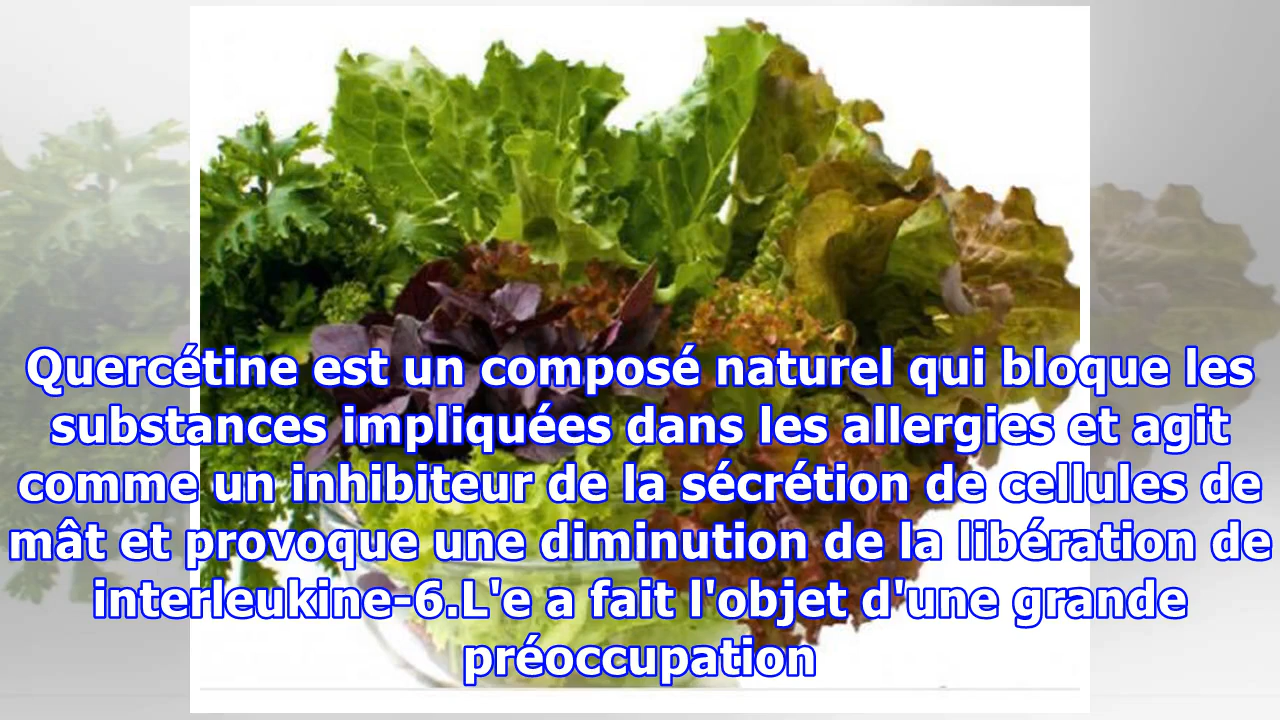 Quercétine est un composé naturel qui bloque les
substances impliquées dans les allergies et agit
comme un inhibiteur de la sécrétion de cellules de
mât et provoque une diminution de la libération de
interleukine-6.L'e a fait l'objet d'une grande
préoccupation